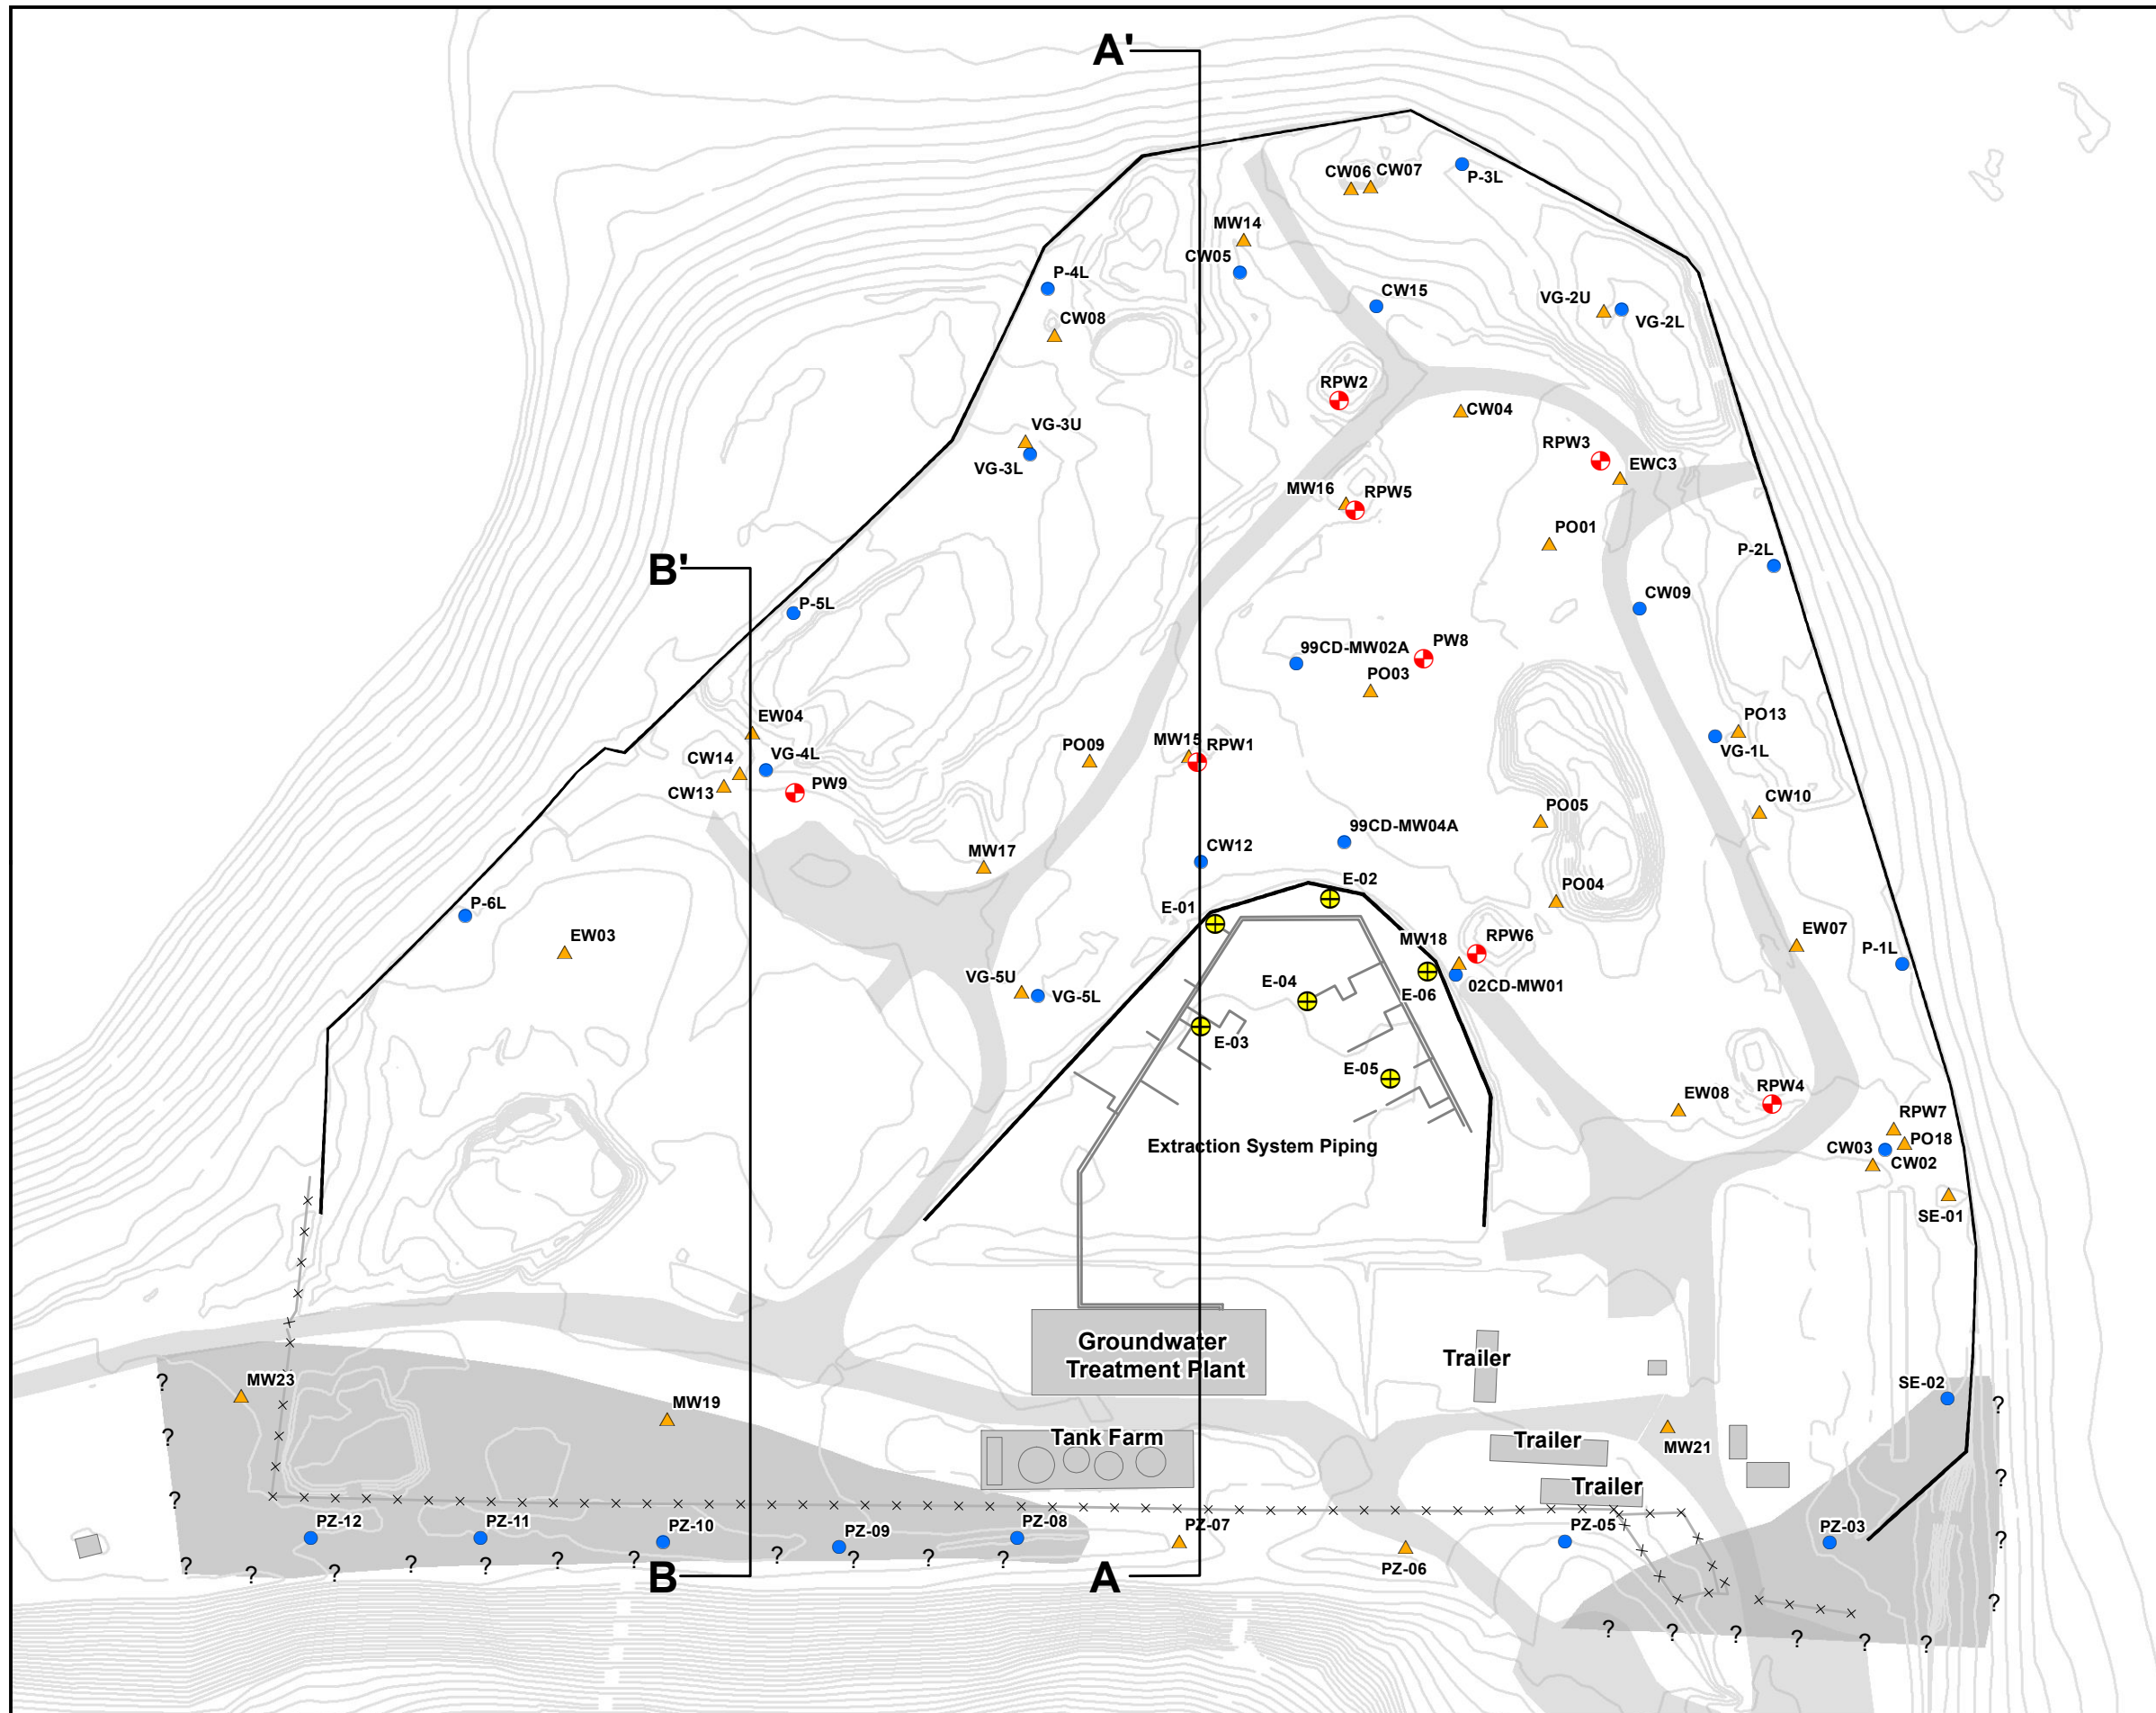 A'
CW06
CW07
P-3L
MW14
CW05
P-4L
CW15
VG-2U
VG-2L
CW08
RPW2
CW04
VG-3U
RPW3
VG-3L
EWC3
MW16
RPW5
PO01
P-2L
B'
P-5L
CW09
99CD-MW02A
PW8
PO03
EW04
PO13
CW14
VG-4L
PO09
MW15
RPW1
VG-1L
CW13
PW9
CW10
PO05
99CD-MW04A
MW17
CW12
E-02
PO04
P-6L
E-01
EW03
MW18
RPW6
EW07
P-1L
VG-5U
VG-5L
E-04
E-06
02CD-MW01
E-03
E-05
EW08
RPW4
RPW7
PO18
Extraction System Piping
CW03
CW02
SE-01
Groundwater
Treatment Plant
Trailer
MW23
SE-02
?
?
MW19
?
Tank Farm
Trailer
MW21
?
Trailer
?
PZ-12
PZ-11
PZ-10
PZ-09
PZ-08
PZ-07
PZ-05
PZ-03
?
PZ-06
? ? ? ? ? ? ? ? ? ? ?
B
A
?
? ? ? ? ? ?